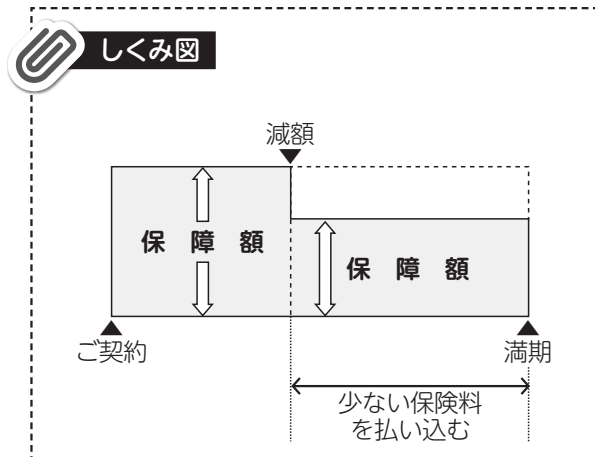 しくみ図
減額
保障額
保障額
ご契約
満期
少ない保険料
を払い込む